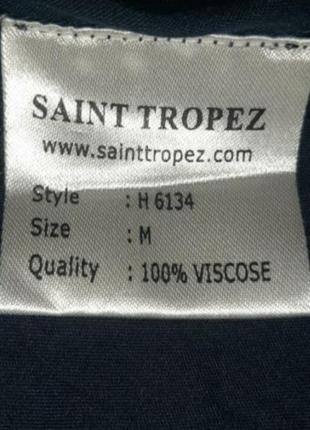 SAINT TROPEZ
www.sainttropez.com
Style : H 6134
Size : M
Quality : 100% VISCOSE